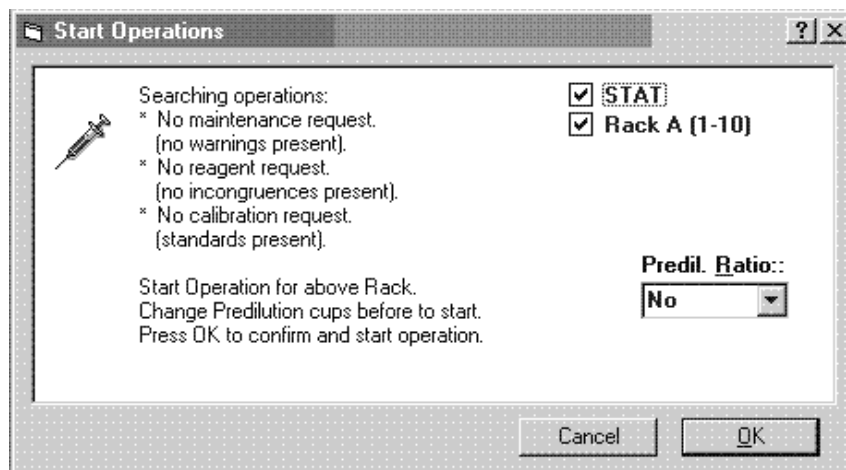 Start Operations
Searching operations:
* No maintenance request.
(no warnings present).
* No reagent request.
(no incongruences present).
* No calibration request.
(standards present).
Start Operation for above Rack.
Change Predilution cups before to start.
Press OK to confirm and start operation.
STAT
Rack A (1-10)
Predil. Ratio::
No
Cancel
OK